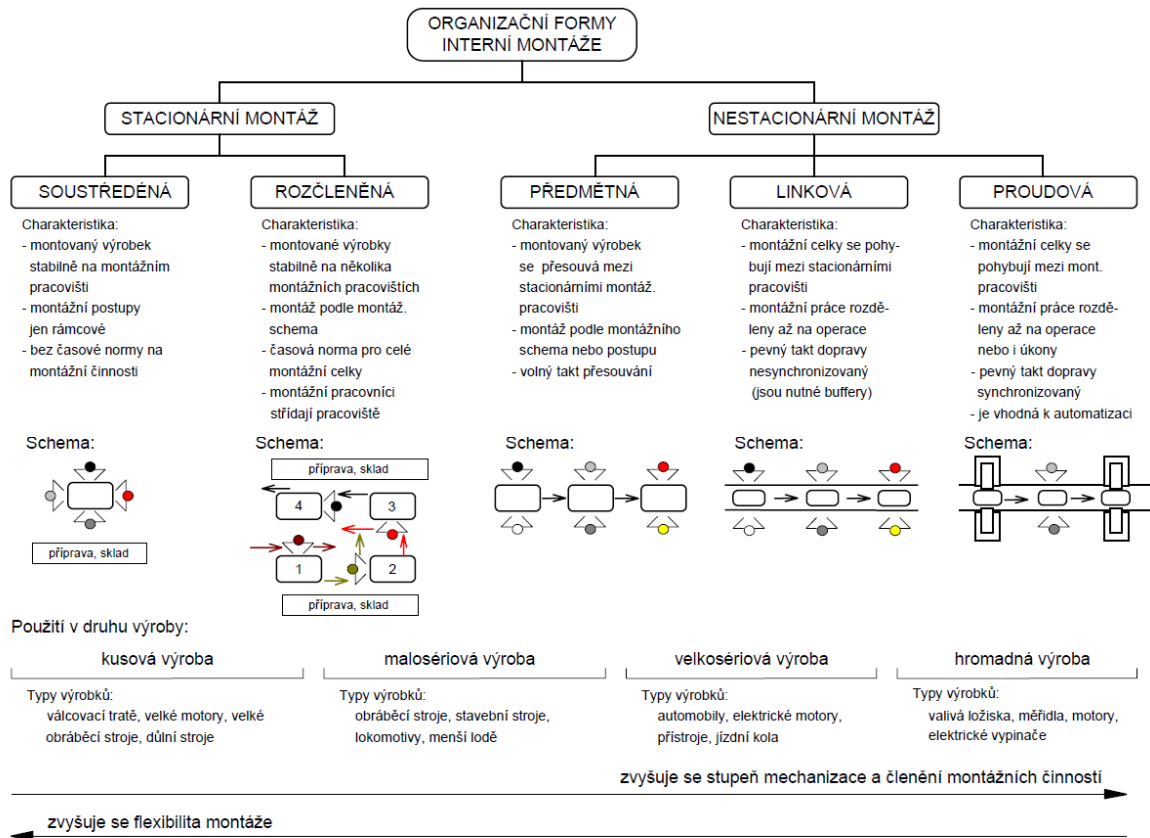 ORGANIZAČNÍ FORMY
INTERNÍ MONTÁŽE
STACIONÁRNÍ MONTÁŽ
NESTACIONÁRNÍ MONTÁŽ
SOUSTŘEDĚNÁ
Charakteristika:
- montovaný výrobek
stabilně na montážním
pracovišti
- montážní postupy
jen rámcové
- bez časové normy na
montážní činnosti
Schema:
příprava, sklad
ROZČLENĚNÁ
Charakteristika:
- montované výrobky
stabilně na několika
montážních pracovištích
- montáž podle montáž.
schema
- časová norma pro celé
montážní celky
- montážní pracovníci
střídají pracoviště
Schema:
příprava, sklad
4
3
1
2
příprava, sklad
PŘEDMĚTNÁ
Charakteristika:
- montovaný výrobek
se přesouvá mezi
stacionárními montáž.
pracovišti
- montáž podle montážního
schema nebo postupu
- volný takt přesouvání
Schema:
LINKOVÁ
Charakteristika:
- montážní celky se pohy-
bují mezi stacionárními
pracovišti
- montážní práce rozdě-
leny až na operace
- pevný takt dopravy
nesynchronizovaný
(jsou nutné buffery)
Schema:
PROUDOVÁ
Charakteristika:
- montážní celky se
pohybují mezi mont.
pracovišti
- montážní práce rozdě-
leny až na operace
nebo i úkony
- pevný takt dopravy
synchronizovaný
- je vhodná k automatizaci
Schema:
Použití v druhu výroby:
kusová výroba
Typy výrobků:
válcovací tratě, velké motory, velké
obráběcí stroje, důlní stroje
malosériová výroba
Typy výrobků:
obráběcí stroje, stavební stroje,
lokomotivy, menší lodě
velkosériová výroba
Typy výrobků:
automobily, elektrické motory,
přístroje, jízdní kola
hromadná výroba
Typy výrobků:
valivá ložiska, měřidla, motory,
elektrické vypínače
zvyšuje se stupeň mechanizace a členění montážních činností
zvyšuje se flexibilita montáže